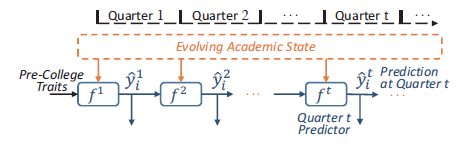 Quarter 1 Quarter 2 ··· Quarter t ···
Evolving Academic State
Pre-College
Traits
f¹ ŷᵢ¹ f² ŷᵢ² ··· fᵗ ŷᵢᵗ Prediction
at Quarter t
···
Quarter t
Predictor